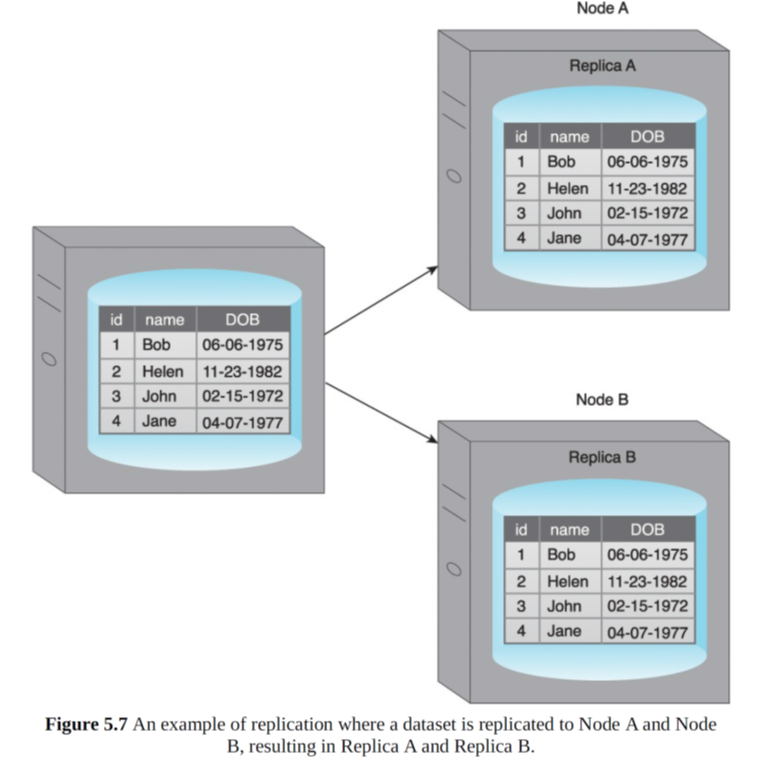 Node A
Replica A
id name DOB
1 Bob 06-06-1975
2 Helen 11-23-1982
3 John 02-15-1972
4 Jane 04-07-1977
id name DOB
1 Bob 06-06-1975
2 Helen 11-23-1982
3 John 02-15-1972
4 Jane 04-07-1977
Node B
Replica B
id name DOB
1 Bob 06-06-1975
2 Helen 11-23-1982
3 John 02-15-1972
4 Jane 04-07-1977
Figure 5.7 An example of replication where a dataset is replicated to Node A and Node
B, resulting in Replica A and Replica B.